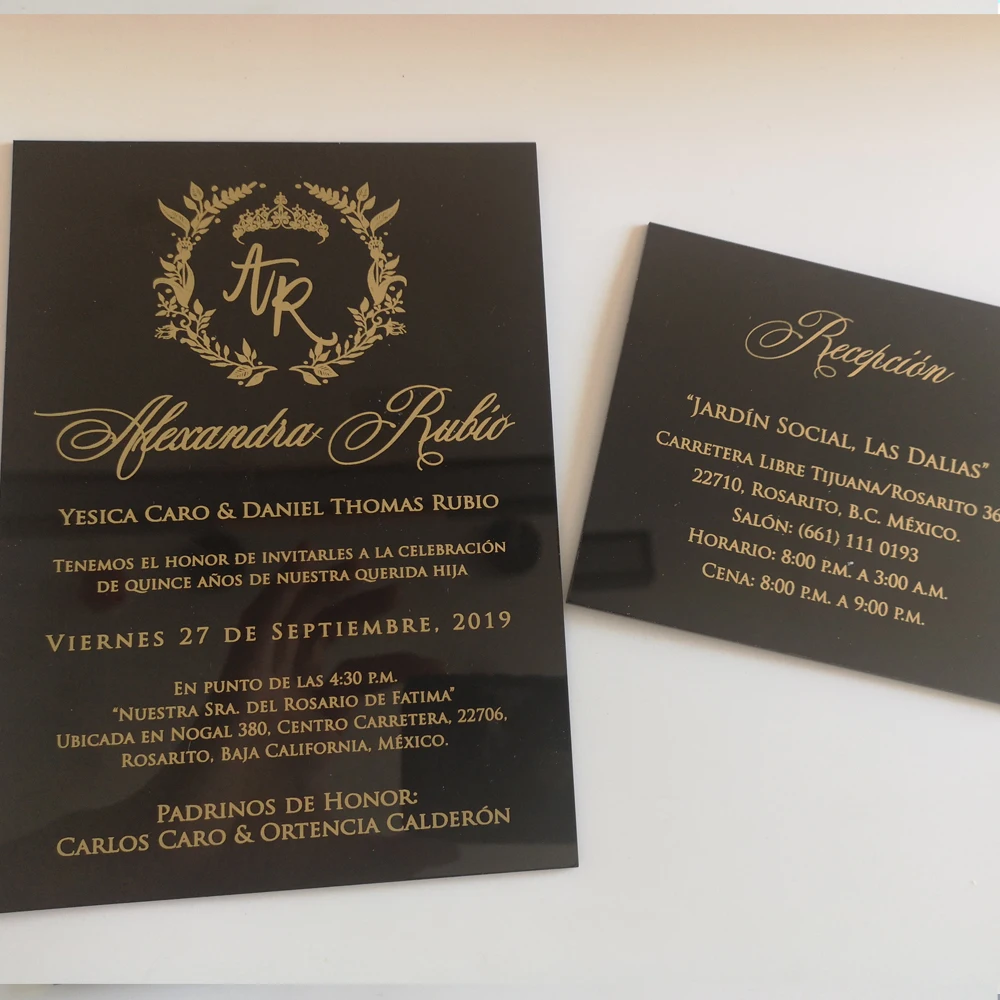 AR
Alexandra Rubio
YESICA CARO & DANIEL THOMAS RUBIO
TENEMOS EL HONOR DE INVITARLES A LA CELEBRACIÓN
DE QUINCE AÑOS DE NUESTRA QUERIDA HIJA
VIERNES 27 DE SEPTIEMBRE, 2019
EN PUNTO DE LAS 4:30 P.M.
"NUESTRA SRA. DEL ROSARIO DE FATIMA"
UBICADA EN NOGAL 380, CENTRO CARRETERA, 22706,
ROSARITO, BAJA CALIFORNIA, MÉXICO.
PADRINOS DE HONOR:
CARLOS CARO & ORTENCIA CALDERÓN
Recepción
"JARDÍN SOCIAL, LAS DALIAS"
CARRETERA LIBRE TIJUANA/ROSARITO 36
22710, ROSARITO, B.C. MÉXICO.
SALÓN: (661) 111 0193
HORARIO: 8:00 P.M. A 3:00 A.M.
CENA: 8:00 P.M. A 9:00 P.M.